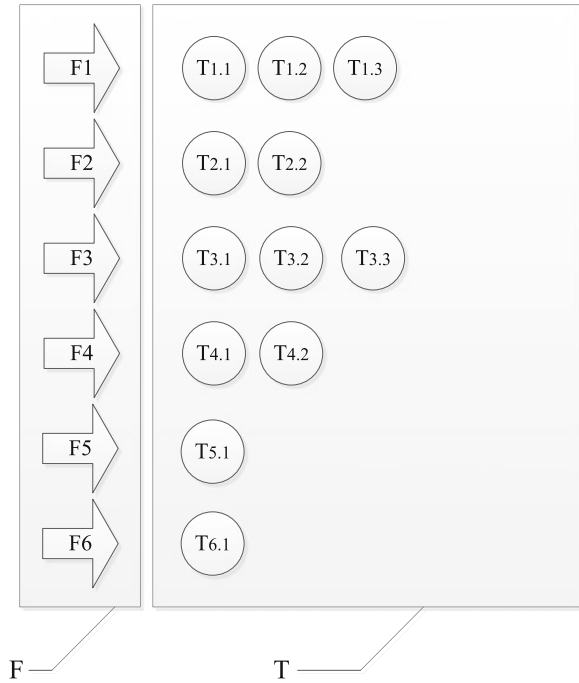 F1 T1.1 T1.2 T1.3
F2 T2.1 T2.2
F3 T3.1 T3.2 T3.3
F4 T4.1 T4.2
F5 T5.1
F6 T6.1
F T